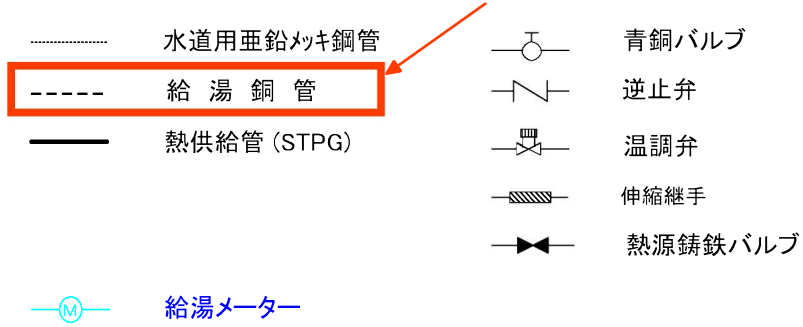 水道用亜鉛ﾒｯｷ鋼管
給湯銅管
熱供給管 (STPG)
M 給湯メーター
青銅バルブ
逆止弁
温調弁
伸縮継手
熱源鋳鉄バルブ